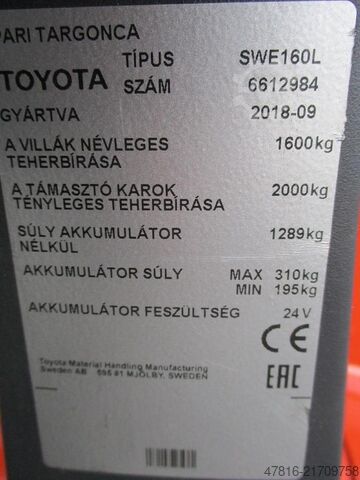 PARI TARGONCA
TÍPUS SWE160L
TOYOTA SZÁM 6612984
GYÁRTVA 2018-09
A VILLÁK NÉVLEGES 1600kg
TEHERBÍRÁSA
A TÁMASZTÓ KAROK 2000kg
TÉNYLEGES TEHERBÍRÁSA
SÚLY AKKUMULÁTOR 1289kg
NÉLKÜL
AKKUMULÁTOR SÚLY MAX 310kg
MIN 195kg
AKKUMULÁTOR FESZÜLTSÉG 24V
Toyota Material Handling Manufacturing
Sweden AB 595 81 MJÖLBY, SWEDEN
CE
EAC
47816-21709758